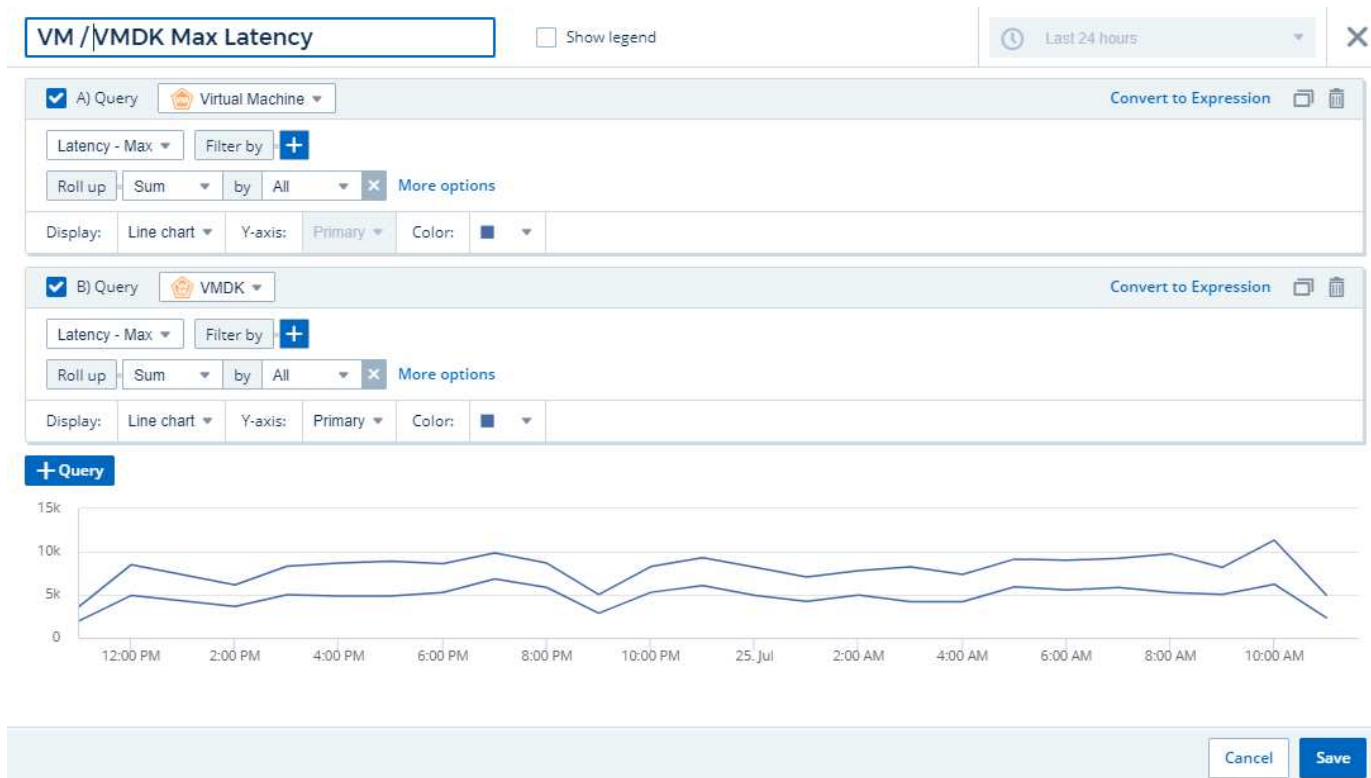 VM / VMDK Max Latency Show legend Last 24 hours
A) Query Virtual Machine Convert to Expression
Latency - Max Filter by +
Roll up Sum by All × More options
Display: Line chart Y-axis: Primary Color:
B) Query VMDK Convert to Expression
Latency - Max Filter by +
Roll up Sum by All × More options
Display: Line chart Y-axis: Primary Color:
+ Query
15k
10k
5k
0
12:00 PM 2:00 PM 4:00 PM 6:00 PM 8:00 PM 10:00 PM 25. Jul 2:00 AM 4:00 AM 6:00 AM 8:00 AM 10:00 AM
Cancel Save